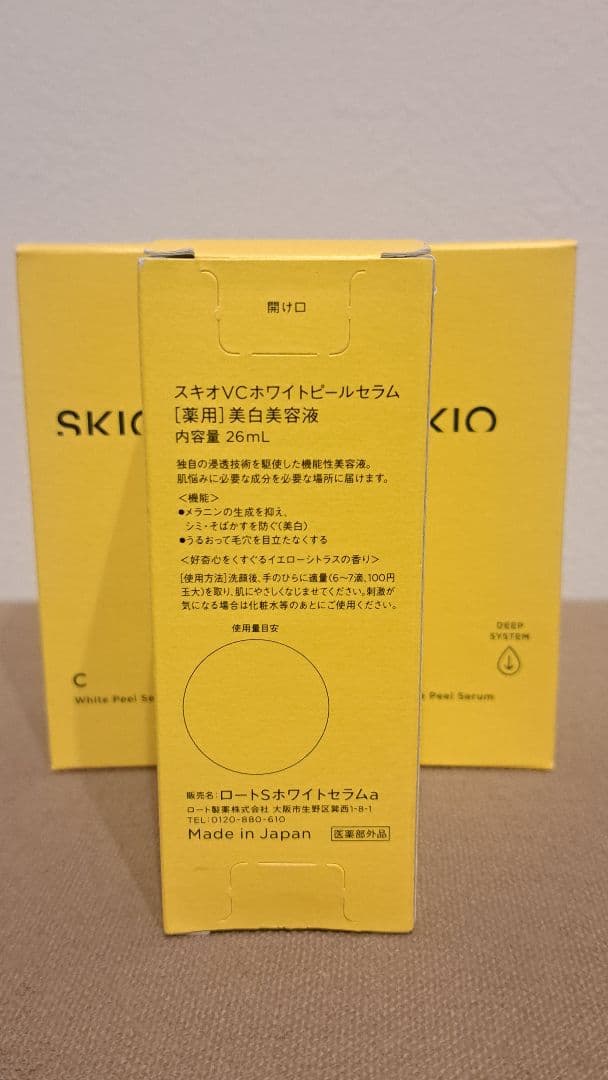 開け口
スキオVCホワイトピールセラム
[薬用]美白美容液
内容量 26mL
独自の浸透技術を駆使した機能性美容液。
肌悩みに必要な成分を必要な場所に届けます。
<機能>
●メラニンの生成を抑え、
シミ・そばかすを防ぐ(美白)
●うるおって毛穴を目立たなくする
<好奇心をくすぐるイエローシトラスの香り>
[使用方法]洗顔後、手のひらに適量(6〜7滴、100円
玉大)を取り、肌にやさしくなじませてください。刺激が
気になる場合は化粧水等のあとにご使用ください。
使用量目安
販売名:ロートSホワイトセラムa
ロート製薬株式会社 大阪市生野区巽西1-8-1
TEL:0120-880-610
Made in Japan 医薬部外品
SKIO
C
White Peel Se
KIO
DEEP
SYSTEM
e Peel Serum